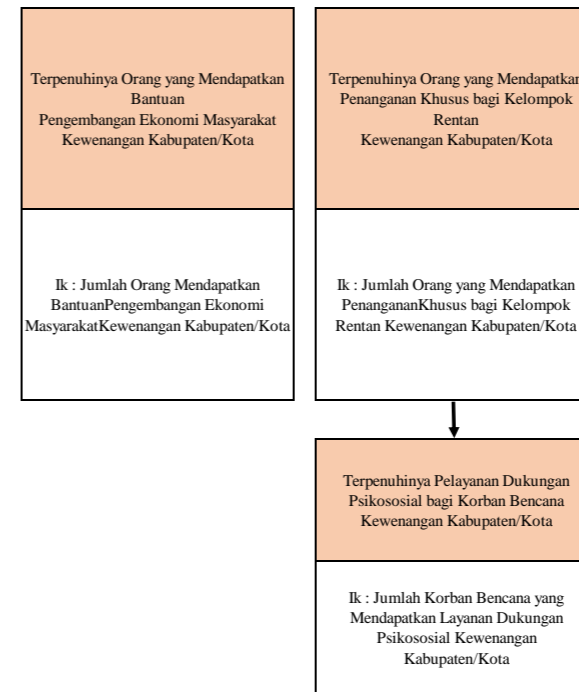 Terpenuhinya Orang yang Mendapatkan
Bantuan
Pengembangan Ekonomi Masyarakat
Kewenangan Kabupaten/Kota
Ik : Jumlah Orang Mendapatkan
BantuanPengembangan Ekonomi
MasyarakatKewenangan Kabupaten/Kota
Terpenuhinya Orang yang Mendapatkan
Penanganan Khusus bagi Kelompok
Rentan
Kewenangan Kabupaten/Kota
Ik : Jumlah Orang yang Mendapatkan
PenangananKhusus bagi Kelompok
Rentan Kewenangan Kabupaten/Kota
Terpenuhinya Pelayanan Dukungan
Psikososial bagi Korban Bencana
Kewenangan Kabupaten/Kota
Ik : Jumlah Korban Bencana yang
Mendapatkan Layanan Dukungan
Psikososial Kewenangan
Kabupaten/Kota